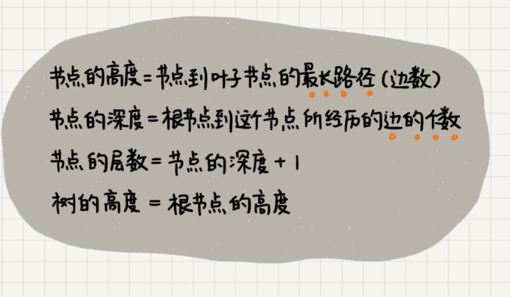 节点的高度=节点到叶子节点的最长路径(边数)
节点的深度=根节点到这个节点所经历的边的个数
节点的层数=节点的深度+1
树的高度=根节点的高度